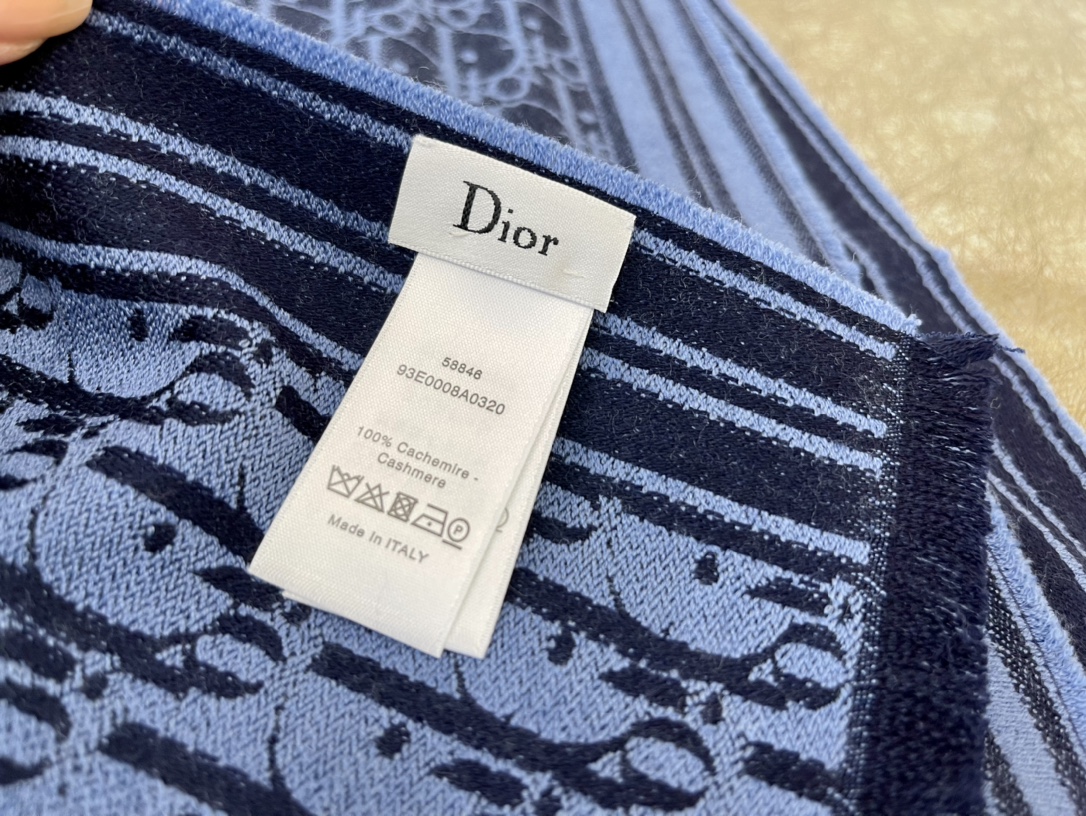 Dior
58846
93E0008A0320
100% Cachemire -
Cashmere
P
Made in ITALY